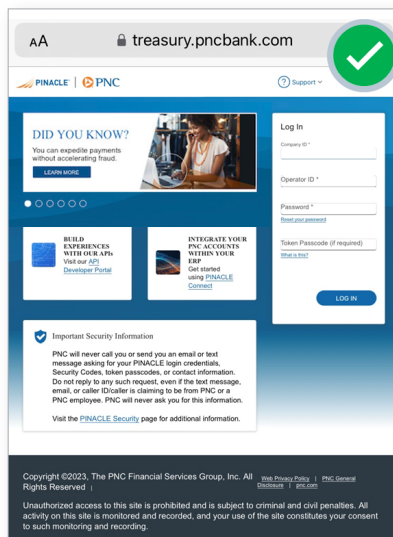 AA treasury.pncbank.com
PINACLE® | PNC
? Support
DID YOU KNOW?
You can expedite payments
without accelerating fraud.
LEARN MORE
Log In
Company ID *
Operator ID *
Password *
Reset your password
Token Passcode (if required)
What is this?
LOG IN
BUILD
EXPERIENCES
WITH OUR APIs
Visit our API
Developer Portal
INTEGRATE YOUR
PNC ACCOUNTS
WITHIN YOUR
ERP
Get started
using PINACLE
Connect
Important Security Information
PNC will never call you or send you an email or text
message asking for your PINACLE login credentials,
Security Codes, token passcodes, or contact information.
Do not reply to any such request, even if the text message,
email, or caller ID/caller is claiming to be from PNC or a
PNC employee. PNC will never ask you for this information.
Visit the PINACLE Security page for additional information.
Copyright ©2023, The PNC Financial Services Group, Inc. All
Rights Reserved |
Web Privacy Policy | PNC General
Disclosure | pnc.com
Unauthorized access to this site is prohibited and is subject to criminal and civil penalties. All
activity on this site is monitored and recorded, and your use of the site constitutes your consent
to such monitoring and recording.